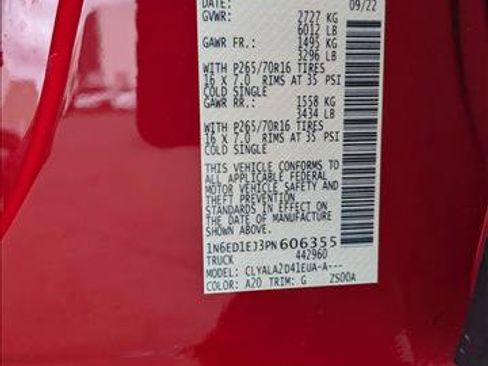 DATE: 09/22
GVWR: 2727 KG
6012 LB
GAWR FR.: 1495 KG
3296 LB
WITH P265/70R16 TIRES
16 X 7.0 RIMS AT 35 PSI
COLD SINGLE
GAWR RR.: 1558 KG
3434 LB
WITH P265/70R16 TIRES
16 X 7.0 RIMS AT 35 PSI
COLD SINGLE
THIS VEHICLE CONFORMS TO
ALL APPLICABLE FEDERAL
MOTOR VEHICLE SAFETY AND
THEFT PREVENTION
STANDARDS IN EFFECT ON
THE DATE OF MANUFACTURE
SHOWN ABOVE
1N6ED1EJ3PN606355
TRUCK 442960
MODEL: CLYALA2D41EUA-A---
COLOR: A20 TRIM: G ZS00A